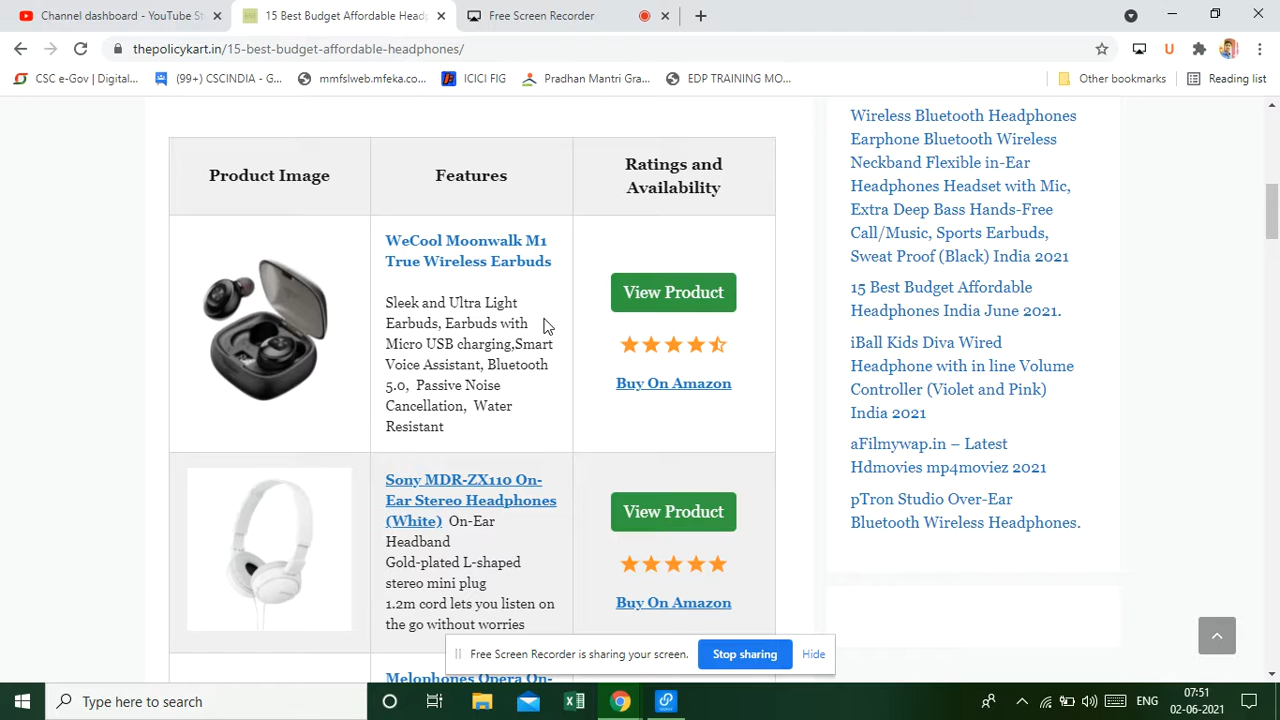 Channel dashboard - YouTube St
15 Best Budget Affordable Head
Free Screen Recorder
thepolicykart.in/15-best-budget-affordable-headphones/
CSC e-Gov | Digital...
(99+) CSCINDIA - G...
mmfslweb.mfeka.co...
ICICI FIG
Pradhan Mantri Gra...
EDP TRAINING MO...
Other bookmarks
Reading list
Product Image
Features
Ratings and
Availability
WeCool Moonwalk M1
True Wireless Earbuds
Sleek and Ultra Light
Earbuds, Earbuds with
Micro USB charging,Smart
Voice Assistant, Bluetooth
5.0, Passive Noise
Cancellation, Water
Resistant
View Product
Buy On Amazon
Sony MDR-ZX110 On-
Ear Stereo Headphones
(White) On-Ear
Headband
Gold-plated L-shaped
stereo mini plug
1.2m cord lets you listen on
the go without worries
View Product
Buy On Amazon
Melophones Opera On-
Wireless Bluetooth Headphones
Earphone Bluetooth Wireless
Neckband Flexible in-Ear
Headphones Headset with Mic,
Extra Deep Bass Hands-Free
Call/Music, Sports Earbuds,
Sweat Proof (Black) India 2021
15 Best Budget Affordable
Headphones India June 2021.
iBall Kids Diva Wired
Headphone with in line Volume
Controller (Violet and Pink)
India 2021
aFilmywap.in – Latest
Hdmovies mp4moviez 2021
pTron Studio Over-Ear
Bluetooth Wireless Headphones.
Free Screen Recorder is sharing your screen.
Stop sharing
Hide
Type here to search
ENG
07:51
02-06-2021